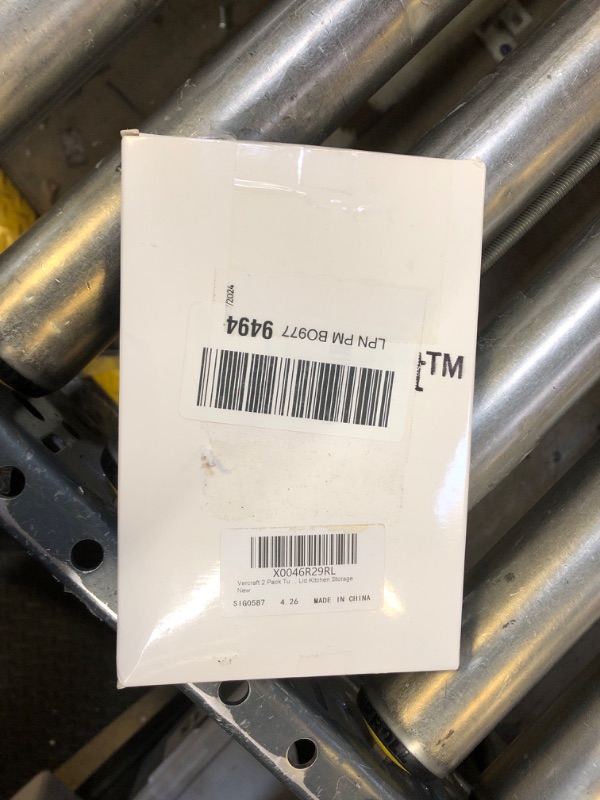 /2024
LPN PM BO977 9494
TM
X0046R29RL
Vancraft 2 Pack Tu... Lid Kitchen Storage
New
SIG0587 4.26 MADE IN CHINA